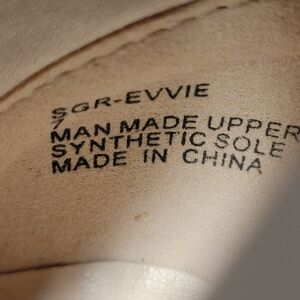 SGR-EVVIE
7
MAN MADE UPPER
SYNTHETIC SOLE
MADE IN CHINA